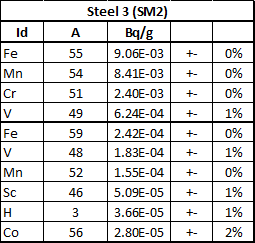 Steel 3 (SM2)
Id A Bq/g
Fe 55 9.06E-03 +- 0%
Mn 54 8.41E-03 +- 0%
Cr 51 2.40E-03 +- 0%
V 49 6.24E-04 +- 1%
Fe 59 2.42E-04 +- 0%
V 48 1.83E-04 +- 1%
Mn 52 1.55E-04 +- 0%
Sc 46 5.09E-05 +- 1%
H 3 3.66E-05 +- 1%
Co 56 2.80E-05 +- 2%